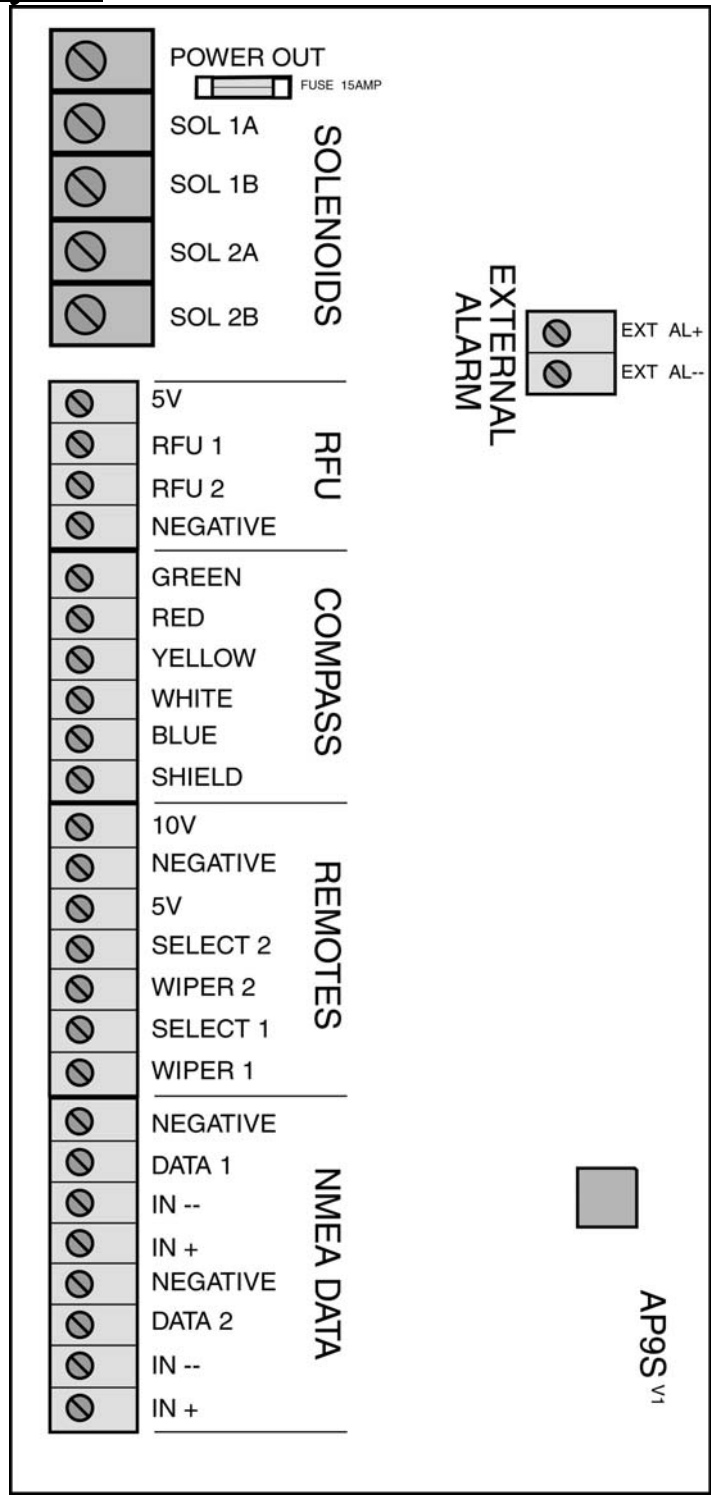 POWER OUT
FUSE 15AMP
SOL 1A
SOL 1B
SOL 2A
SOL 2B
SOLENOIDS
EXTERNAL
ALARM
EXT AL+
EXT AL--
5V
RFU 1
RFU 2
NEGATIVE
RFU
GREEN
RED
YELLOW
WHITE
BLUE
SHIELD
COMPASS
10V
NEGATIVE
5V
SELECT 2
WIPER 2
SELECT 1
WIPER 1
REMOTES
NEGATIVE
DATA 1
IN --
IN +
NEGATIVE
DATA 2
IN --
IN +
NMEA DATA
AP9S V1